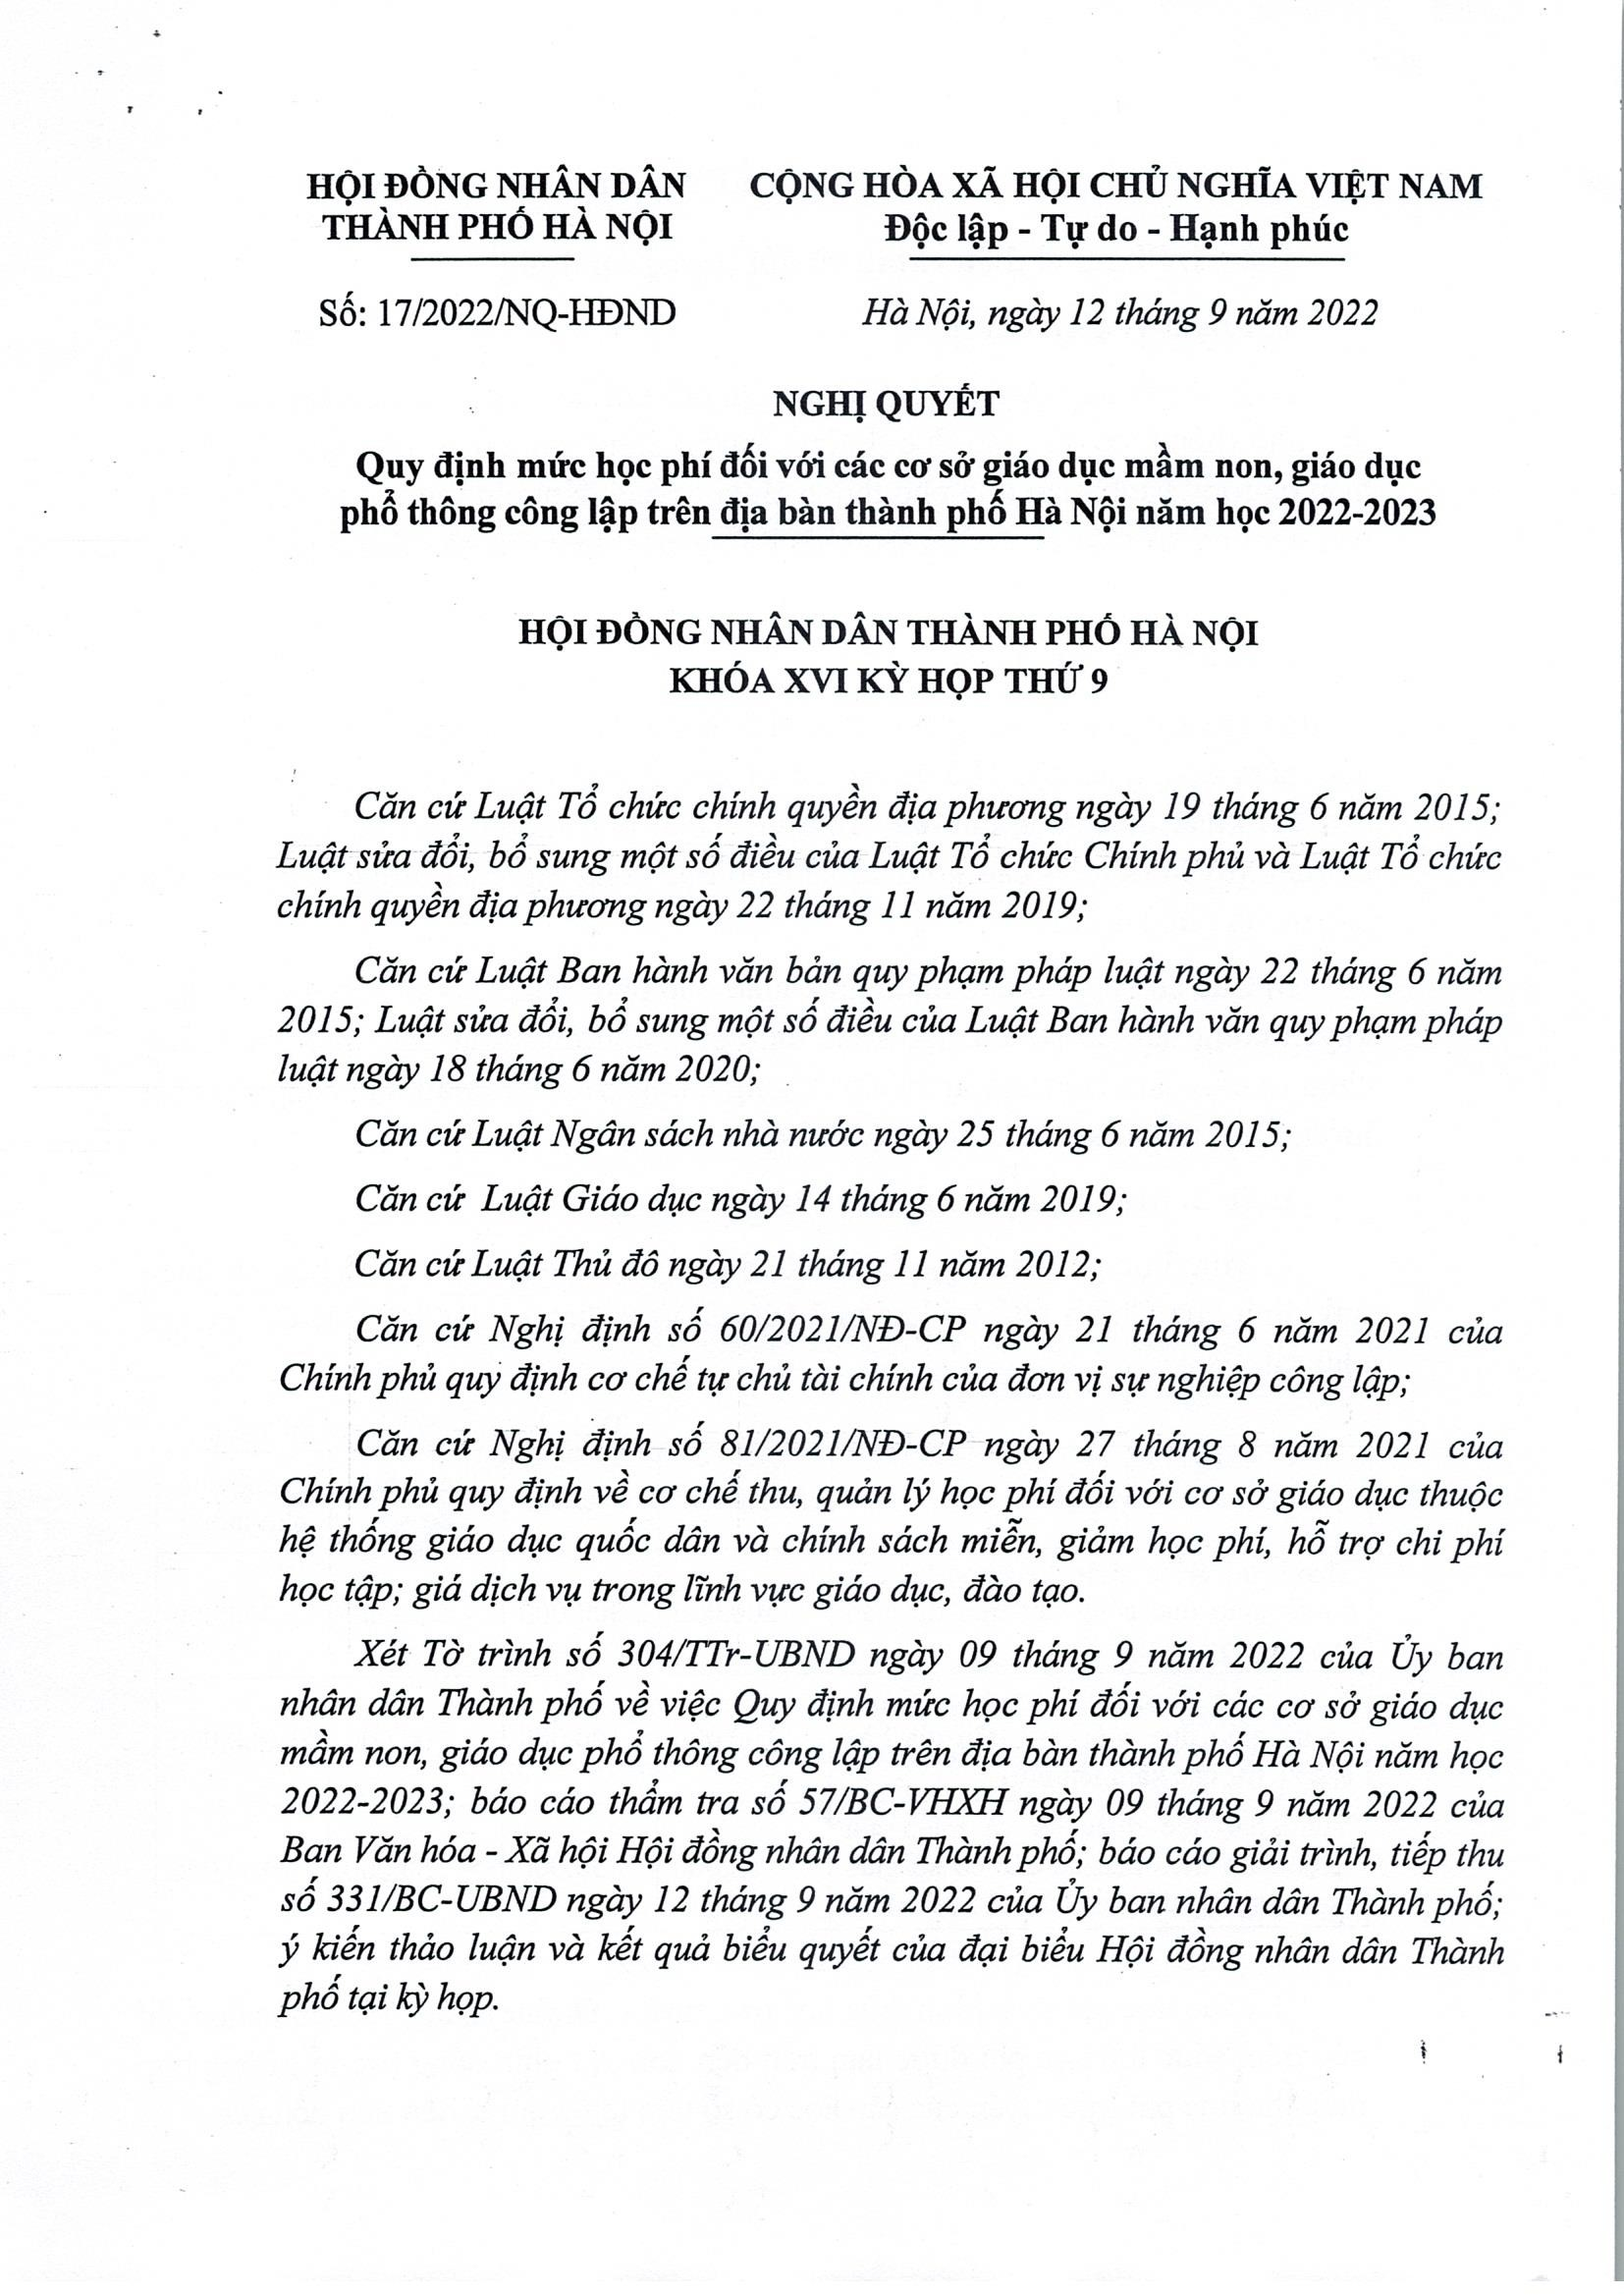 HỘI ĐỒNG NHÂN DÂN
THÀNH PHỐ HÀ NỘI
CỘNG HÒA XÃ HỘI CHỦ NGHĨA VIỆT NAM
Độc lập - Tự do - Hạnh phúc
Số: 17/2022/NQ-HĐND
Hà Nội, ngày 12 tháng 9 năm 2022
NGHỊ QUYẾT
Quy định mức học phí đối với các cơ sở giáo dục mầm non, giáo dục
phổ thông công lập trên địa bàn thành phố Hà Nội năm học 2022-2023
HỘI ĐỒNG NHÂN DÂN THÀNH PHỐ HÀ NỘI
KHÓA XVI KỲ HỌP THỨ 9
Căn cứ Luật Tổ chức chính quyền địa phương ngày 19 tháng 6 năm 2015;
Luật sửa đổi, bổ sung một số điều của Luật Tổ chức Chính phủ và Luật Tổ chức
chính quyền địa phương ngày 22 tháng 11 năm 2019;
Căn cứ Luật Ban hành văn bản quy phạm pháp luật ngày 22 tháng 6 năm
2015; Luật sửa đổi, bổ sung một số điều của Luật Ban hành văn quy phạm pháp
luật ngày 18 tháng 6 năm 2020;
Căn cứ Luật Ngân sách nhà nước ngày 25 tháng 6 năm 2015;
Căn cứ Luật Giáo dục ngày 14 tháng 6 năm 2019;
Căn cứ Luật Thủ đô ngày 21 tháng 11 năm 2012;
Căn cứ Nghị định số 60/2021/NĐ-CP ngày 21 tháng 6 năm 2021 của
Chính phủ quy định cơ chế tự chủ tài chính của đơn vị sự nghiệp công lập;
Căn cứ Nghị định số 81/2021/NĐ-CP ngày 27 tháng 8 năm 2021 của
Chính phủ quy định về cơ chế thu, quản lý học phí đối với cơ sở giáo dục thuộc
hệ thống giáo dục quốc dân và chính sách miễn, giảm học phí, hỗ trợ chi phí
học tập; giá dịch vụ trong lĩnh vực giáo dục, đào tạo.
Xét Tờ trình số 304/TTr-UBND ngày 09 tháng 9 năm 2022 của Ủy ban
nhân dân Thành phố về việc Quy định mức học phí đối với các cơ sở giáo dục
mầm non, giáo dục phổ thông công lập trên địa bàn thành phố Hà Nội năm học
2022-2023; báo cáo thẩm tra số 57/BC-VHXH ngày 09 tháng 9 năm 2022 của
Ban Văn hóa - Xã hội Hội đồng nhân dân Thành phố; báo cáo giải trình, tiếp thu
số 331/BC-UBND ngày 12 tháng 9 năm 2022 của Ủy ban nhân dân Thành phố;
ý kiến thảo luận và kết quả biểu quyết của đại biểu Hội đồng nhân dân Thành
phố tại kỳ họp.